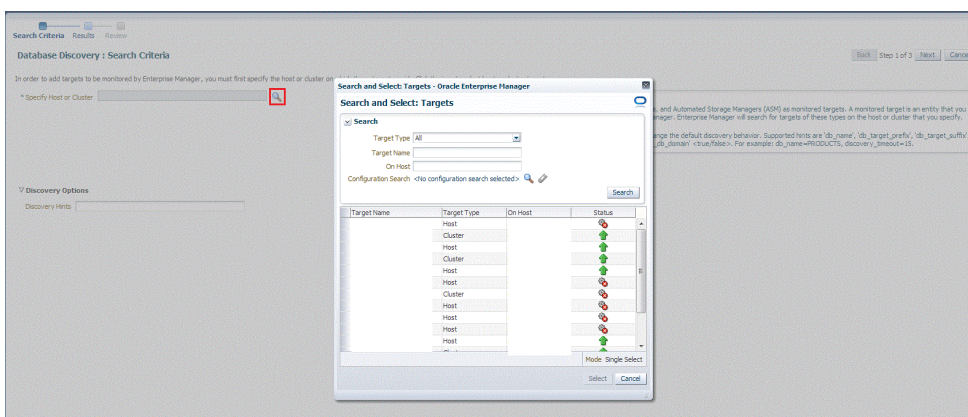 Search Criteria Results Review
Database Discovery : Search Criteria
Back Step 1 of 3 Next Cance
In order to add targets to be monitored by Enterprise Manager, you must first specify the host or cluster on
* Specify Host or Cluster
s, and Automated Storage Managers (ASM) as monitored targets. A monitored target is an entity that you
anager. Enterprise Manager will search for targets of these types on the host or cluster that you specify.
ange the default discovery behavior. Supported hints are 'db_name', 'db_target_prefix', 'db_target_suffix'
_db_domain' <true/false>. For example: db_name=PRODUCTS, discovery_timeout=15.
Discovery Options
Discovery Hints
Search and Select: Targets - Oracle Enterprise Manager
Search and Select: Targets
Search
Target Type All
Target Name
On Host
Configuration Search <No configuration search selected>
Search
Target Name Target Type On Host Status
Host
Cluster
Host
Cluster
Host
Host
Cluster
Host
Host
Host
Host
Mode Single Select
Select Cancel